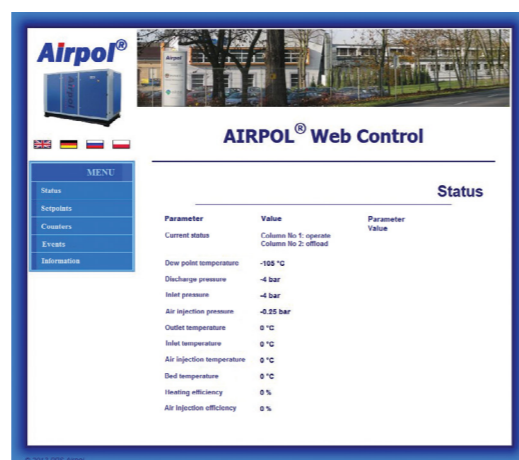 Airpol®
airpol
AIRPOL® Web Control
MENU
Status
Setpoints
Counters
Events
Information
Status
Parameter Value Parameter
Value
Current status Column No 1: operate
Column No 2: offload
Dew point temperature -105 °C
Discharge pressure -4 bar
Inlet pressure -4 bar
Air injection pressure -0.25 bar
Outlet temperature 0 °C
Inlet temperature 0 °C
Air injection temperature 0 °C
Bed temperature 0 °C
Heating efficiency 0 %
Air injection efficiency 0 %